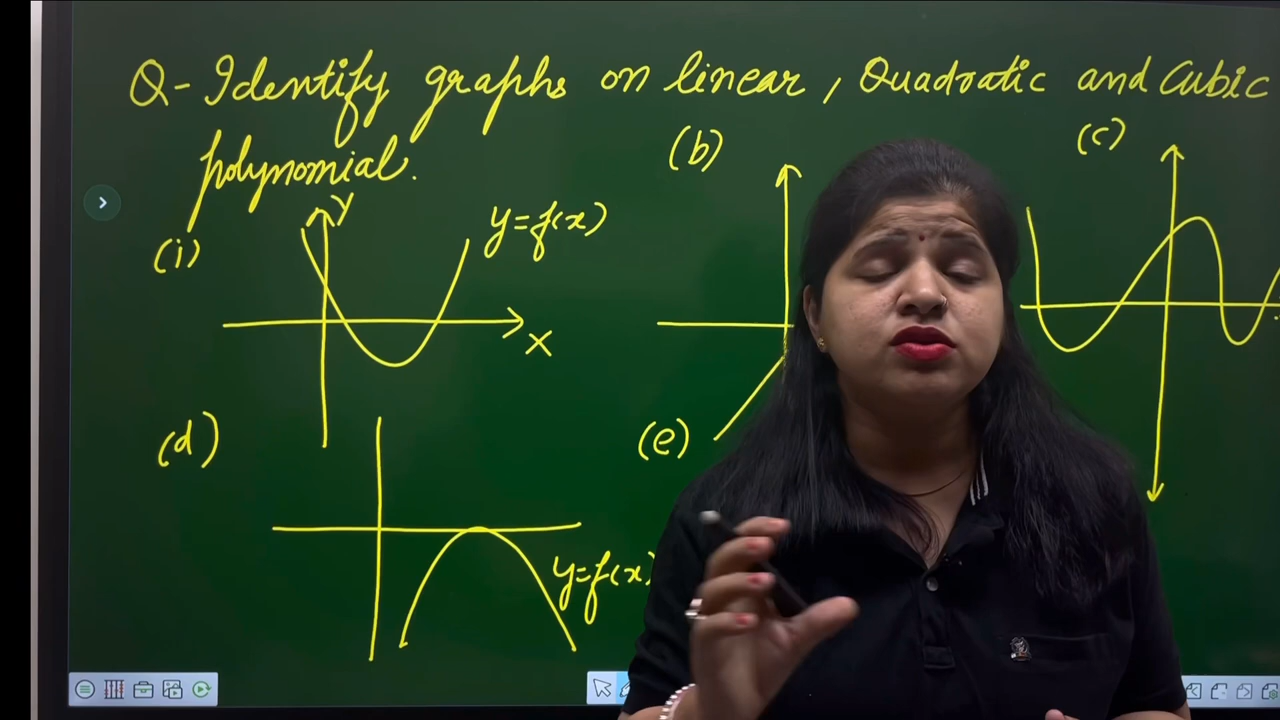 Q- Identify graphs on linear, Quadratic and Cubic
polynomial.
(b)
(c)
(i)
Y
y=f(x)
X
(d)
(e)
y=f(x)